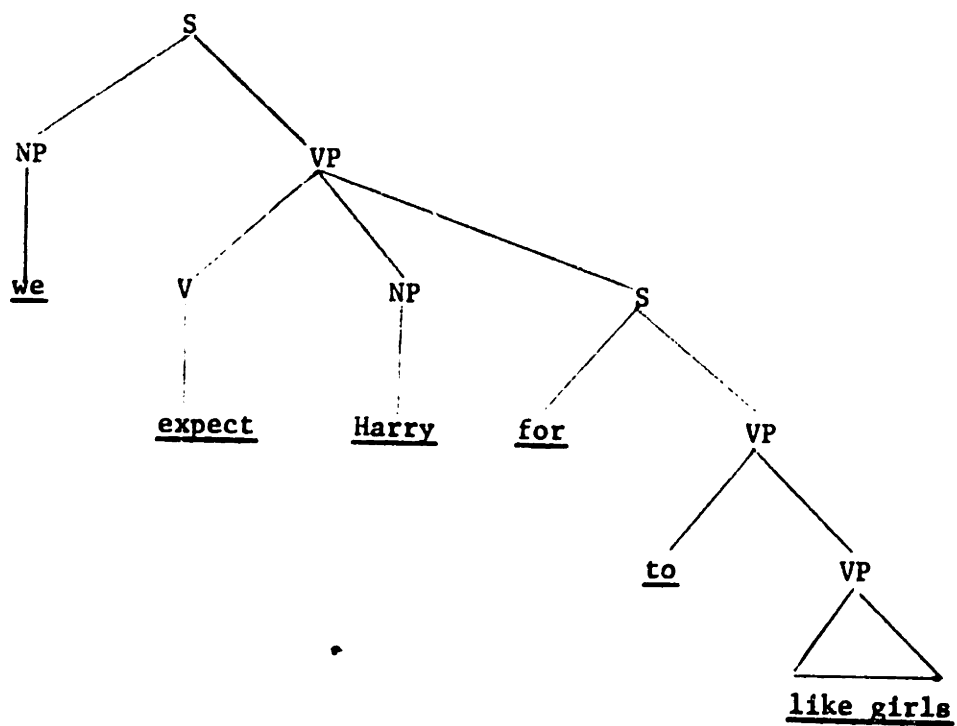 S
NP VP
we V NP S
expect Harry for VP
to VP
like girls